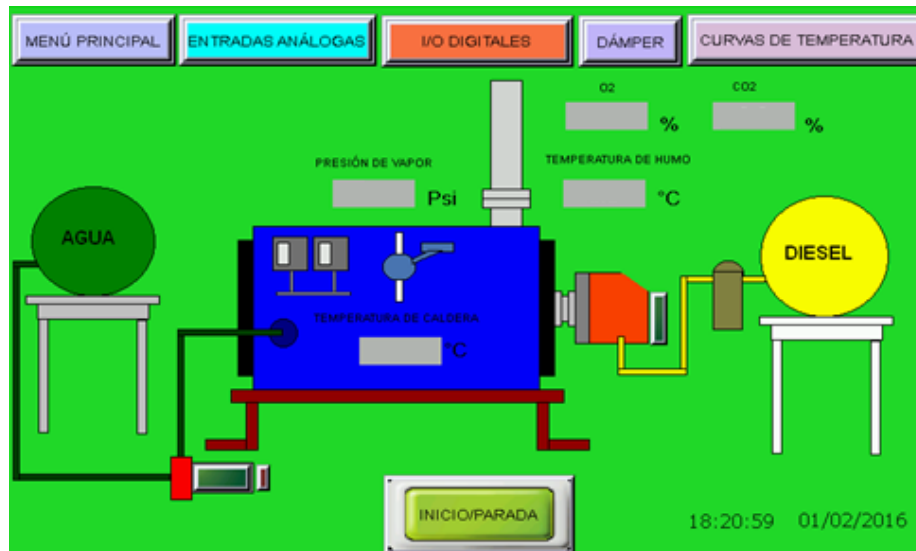 MENÚ PRINCIPAL
ENTRADAS ANÁLOGAS
I/O DIGITALES
DÁMPER
CURVAS DE TEMPERATURA
O2
CO2
%
%
PRESIÓN DE VAPOR
TEMPERATURA DE HUMO
Psi
°C
AGUA
DIESEL
TEMPERATURA DE CALDERA
°C
INICIO/PARADA
18:20:59 01/02/2016